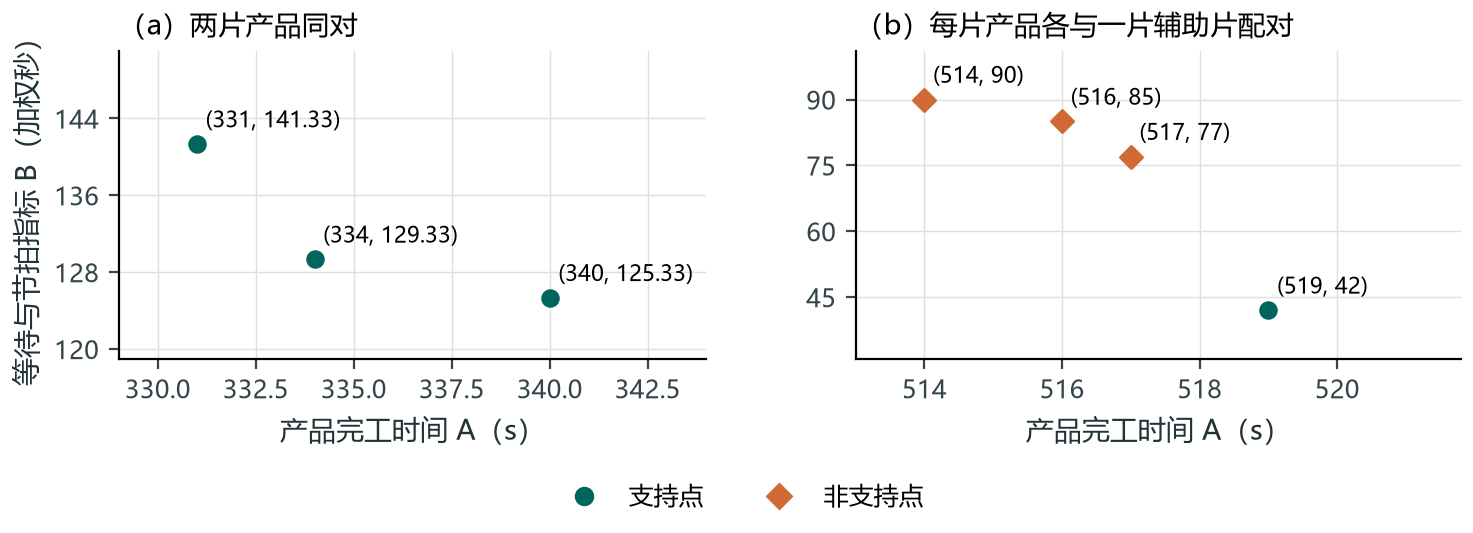 （a）两片产品同对
等待与节拍指标 B（加权秒）
144
136
128
120
(331, 141.33)
(334, 129.33)
(340, 125.33)
330.0 332.5 335.0 337.5 340.0 342.5
产品完工时间 A（s）
（b）每片产品各与一片辅助片配对
90
75
60
45
(514, 90)
(516, 85)
(517, 77)
(519, 42)
514 516 518 520
产品完工时间 A（s）
支持点 非支持点